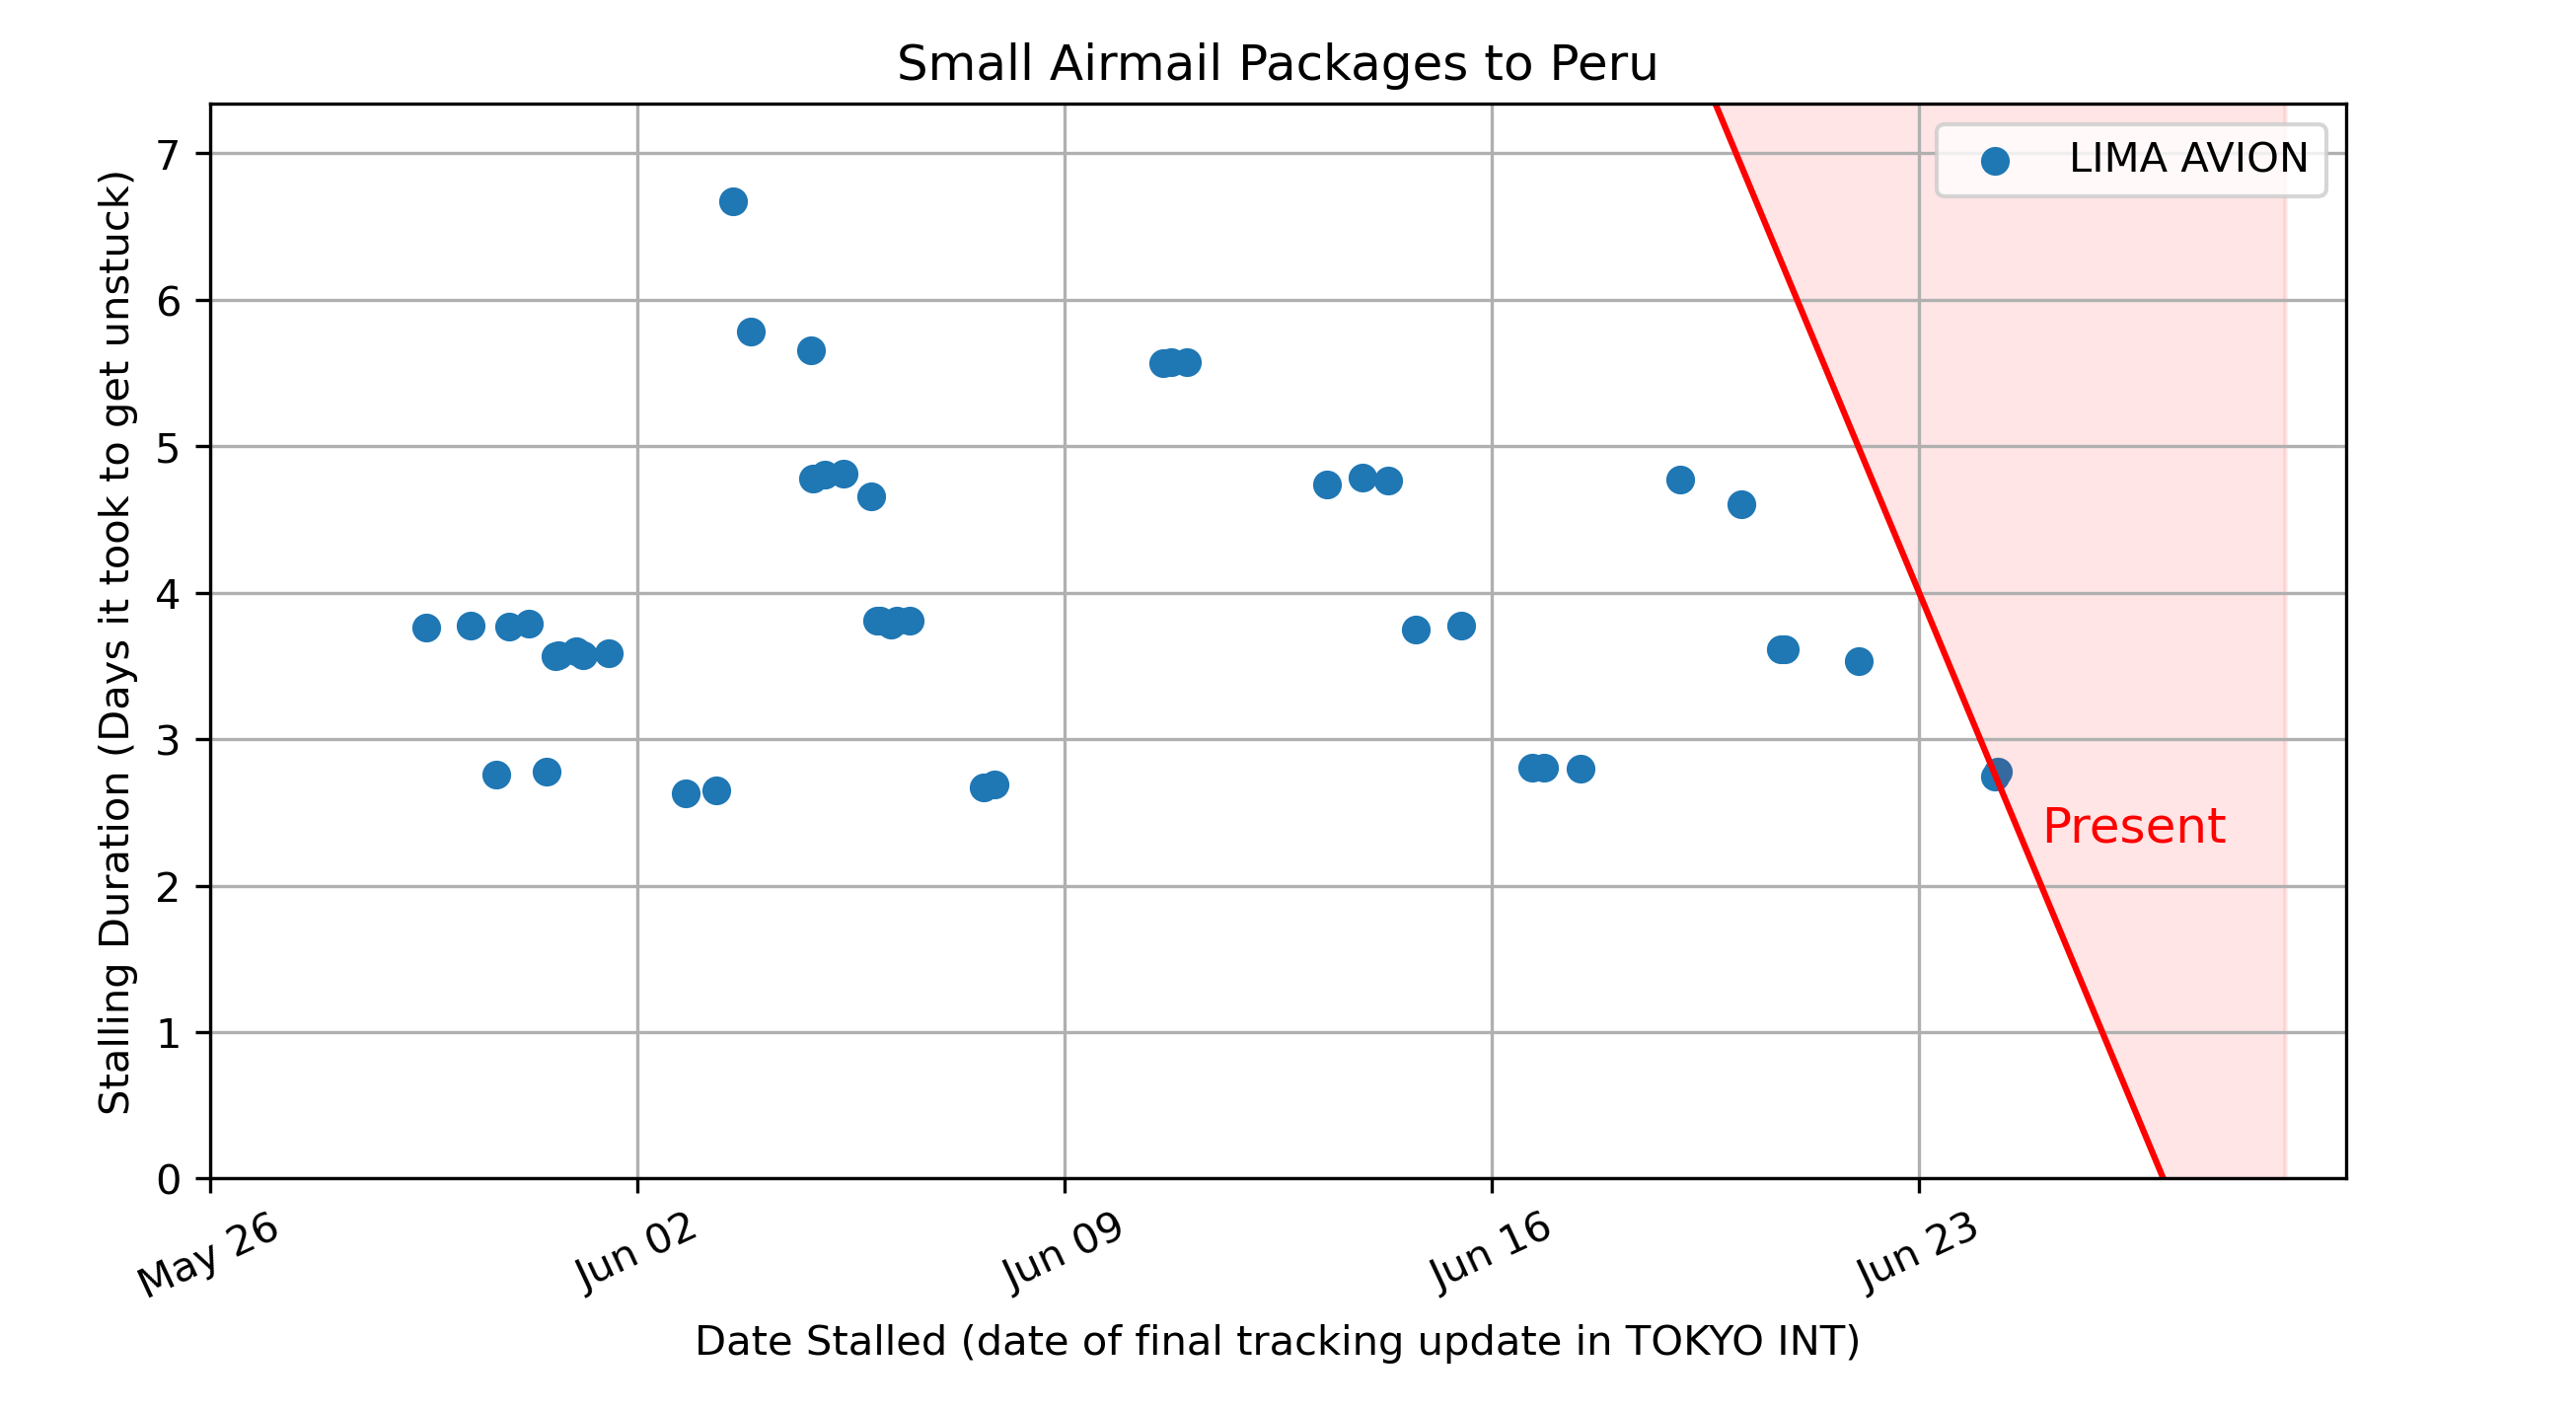 Small Airmail Packages to Peru
LIMA AVION
Stalling Duration (Days it took to get unstuck)
7
6
5
4
3
2
1
0
Present
May 26
Jun 02
Jun 09
Jun 16
Jun 23
Date Stalled (date of final tracking update in TOKYO INT)